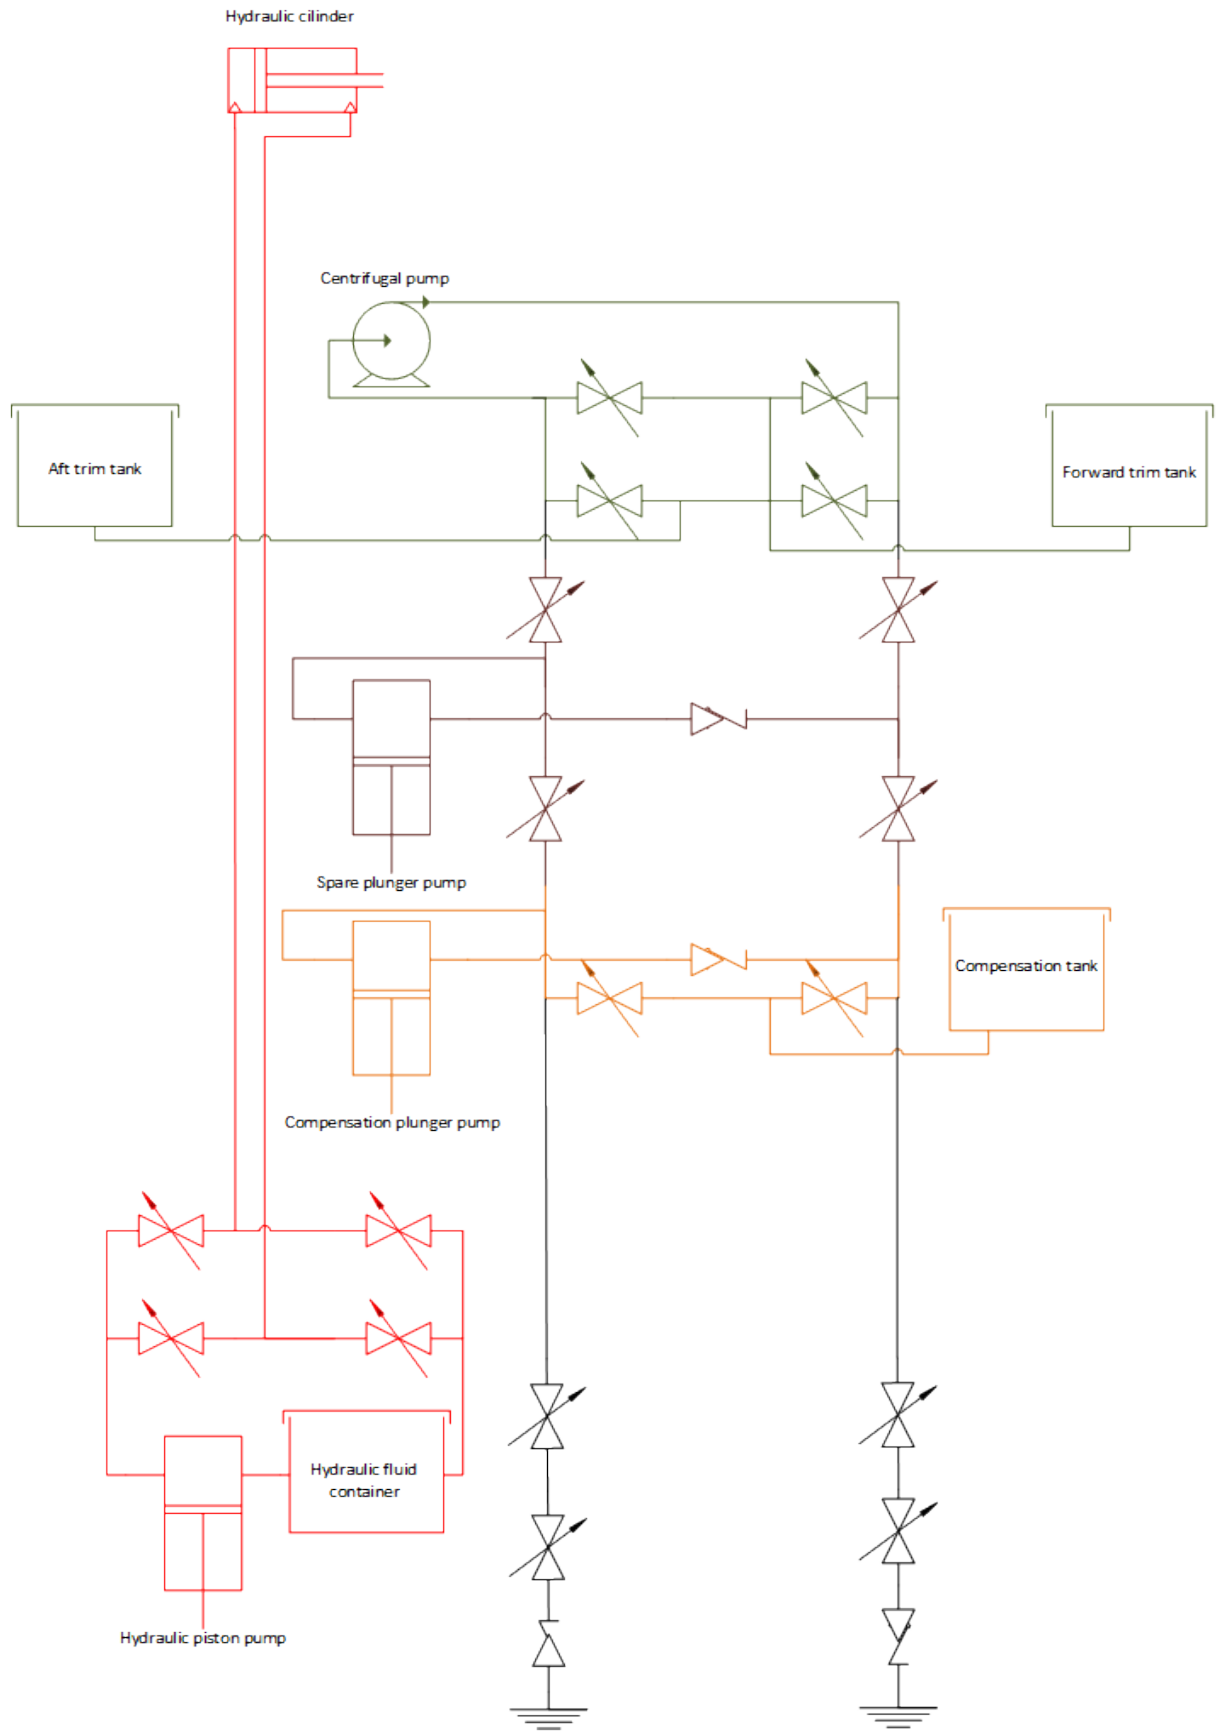 Hydraulic cilinder
Centrifugal pump
Aft trim tank
Forward trim tank
Spare plunger pump
Compensation tank
Compensation plunger pump
Hydraulic fluid
container
Hydraulic piston pump